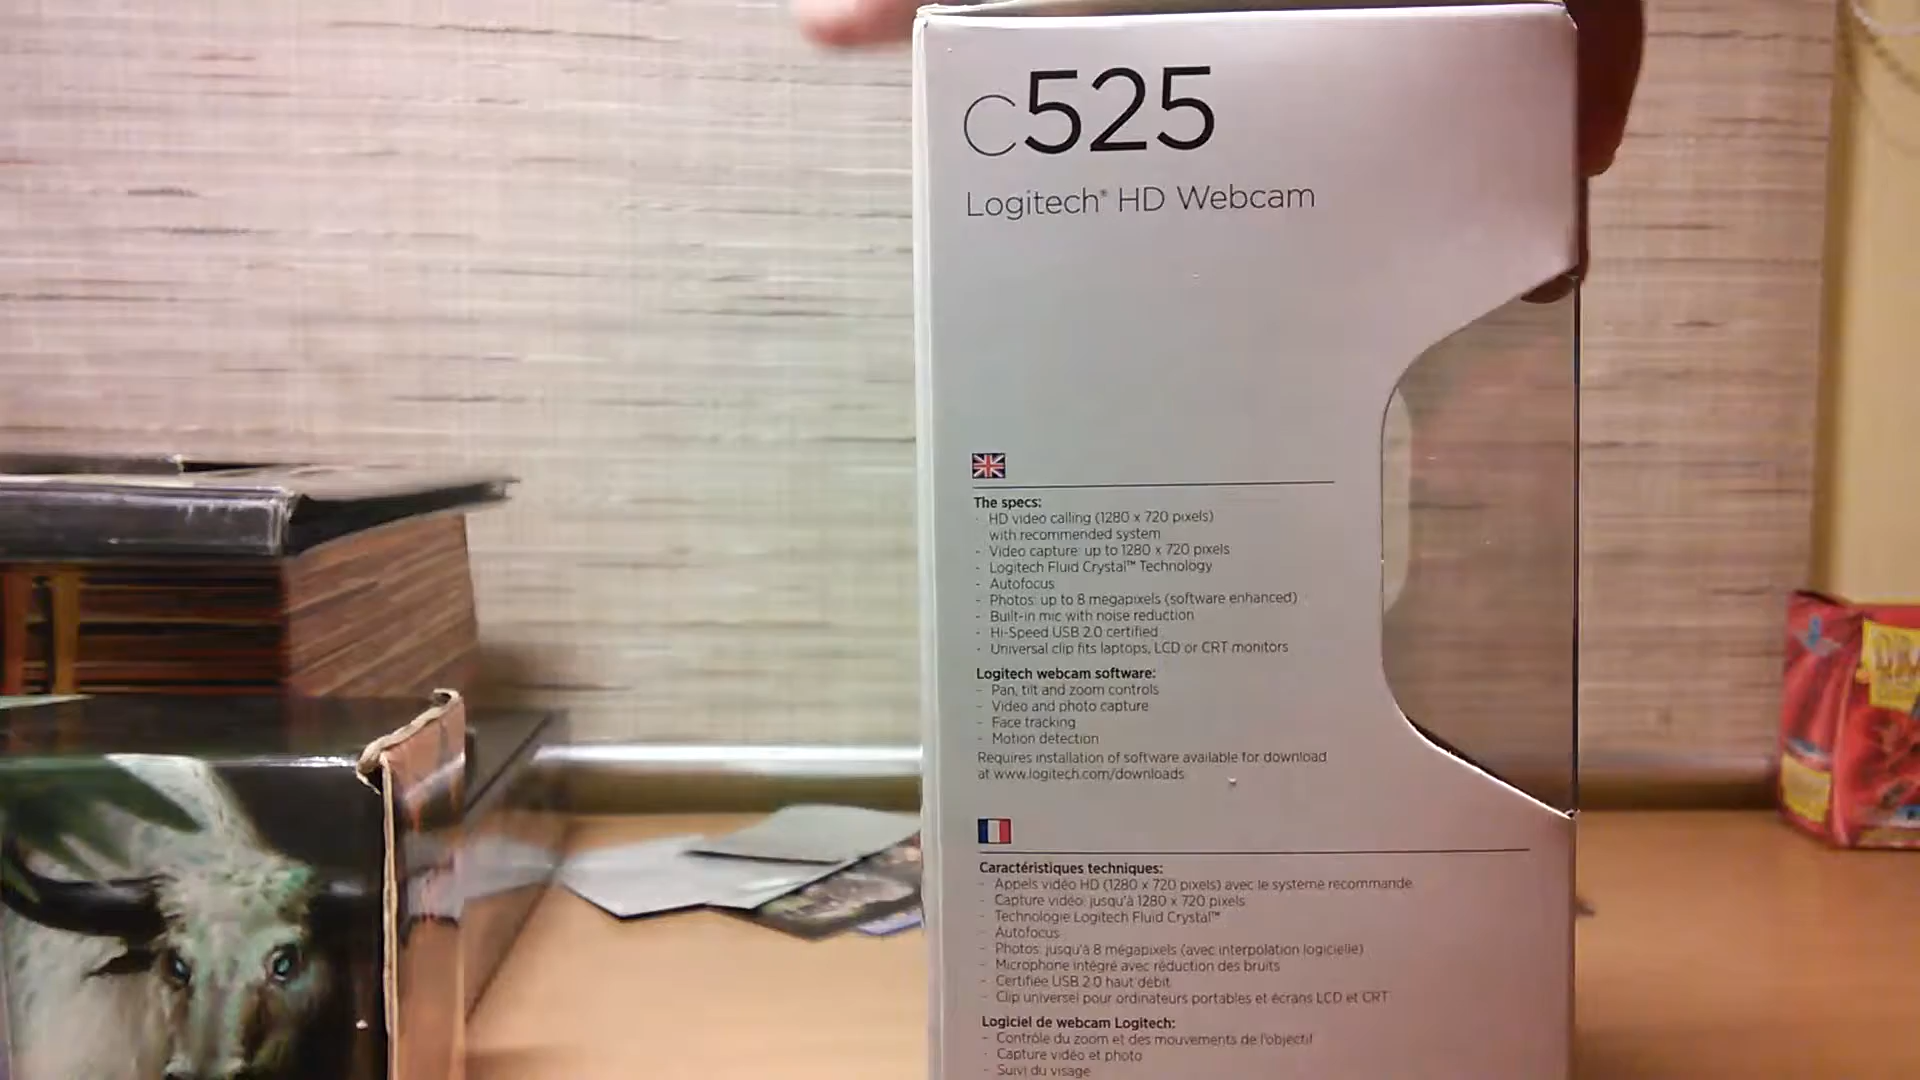 C525
Logitech® HD Webcam
The specs:
- HD video calling (1280 x 720 pixels)
with recommended system
- Video capture: up to 1280 x 720 pixels
- Logitech Fluid Crystal™ Technology
- Autofocus
- Photos: up to 8 megapixels (software enhanced)
- Built-in mic with noise reduction
- Hi-Speed USB 2.0 certified
- Universal clip fits laptops, LCD or CRT monitors
Logitech webcam software:
- Pan, tilt and zoom controls
- Video and photo capture
- Face tracking
- Motion detection
Requires installation of software available for download
at www.logitech.com/downloads
Caractéristiques techniques:
- Appels vidéo HD (1280 x 720 pixels) avec le système recommandé
- Capture vidéo: jusqu'à 1280 x 720 pixels
- Technologie Logitech Fluid Crystal™
- Autofocus
- Photos: jusqu'à 8 mégapixels (avec interpolation logicielle)
- Microphone intégré avec réduction des bruits
- Certifiée USB 2.0 haut débit
- Clip universel pour ordinateurs portables et écrans LCD et CRT
Logiciel de webcam Logitech:
- Contrôle du zoom et des mouvements de l'objectif
- Capture vidéo et photo
- Suivi du visage